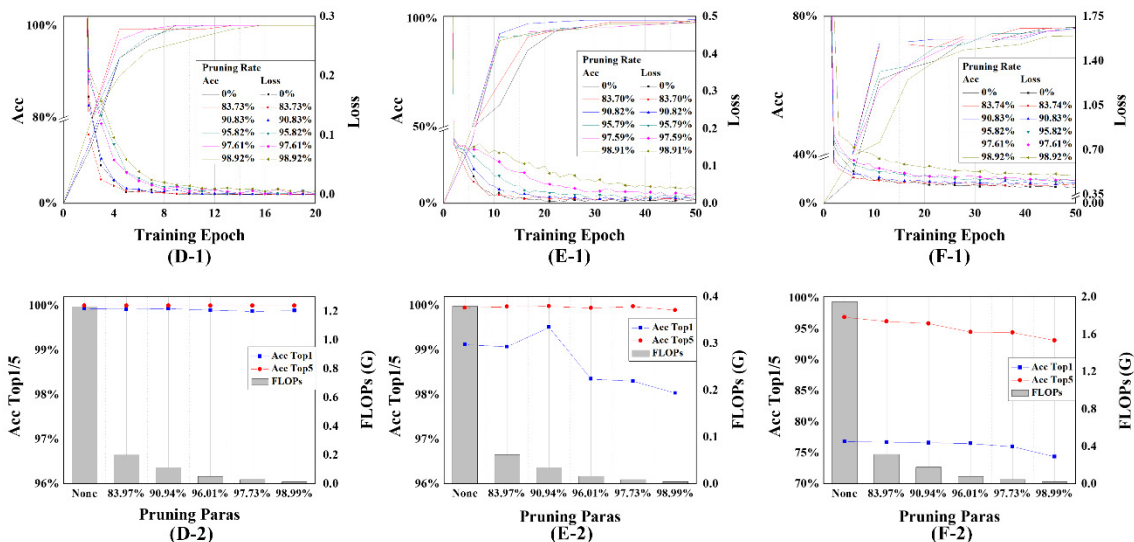 100%
80%
0%
Acc
0.3
0.2
0.1
0.0
Loss
Pruning Rate
Acc Loss
0% 0%
83.73% 83.73%
90.83% 90.83%
95.82% 95.82%
97.61% 97.61%
98.92% 98.92%
0 4 8 12 16 20
Training Epoch
(D-1)
100%
50%
0%
Acc
0.5
0.4
0.3
0.2
0.1
0.0
Loss
Pruning Rate
Acc Loss
0% 0%
83.70% 83.70%
90.82% 90.82%
95.79% 95.79%
97.59% 97.59%
98.91% 98.91%
0 10 20 30 40 50
Training Epoch
(E-1)
80%
40%
0%
Acc
1.75
1.40
1.05
0.70
0.35
0.00
Loss
Pruning Rate
Acc Loss
0% 0%
83.74% 83.74%
90.83% 90.83%
95.82% 95.82%
97.61% 97.61%
98.92% 98.92%
0 10 20 30 40 50
Training Epoch
(F-1)
100%
99%
98%
97%
96%
Acc Top1/5
1.2
1.0
0.8
0.6
0.4
0.2
0.0
FLOPs (G)
Acc Top1
Acc Top5
FLOPs
None 83.97% 90.94% 96.01% 97.73% 98.99%
Pruning Paras
(D-2)
100%
99%
98%
97%
96%
Acc Top1/5
0.4
0.3
0.2
0.1
0.0
FLOPs (G)
Acc Top1
Acc Top5
FLOPs
None 83.97% 90.94% 96.01% 97.73% 98.99%
Pruning Paras
(E-2)
100%
95%
90%
85%
80%
75%
70%
Acc Top1/5
2.0
1.6
1.2
0.8
0.4
0.0
FLOPs (G)
Acc Top1
Acc Top5
FLOPs
None 83.97% 90.94% 96.01% 97.73% 98.99%
Pruning Paras
(F-2)